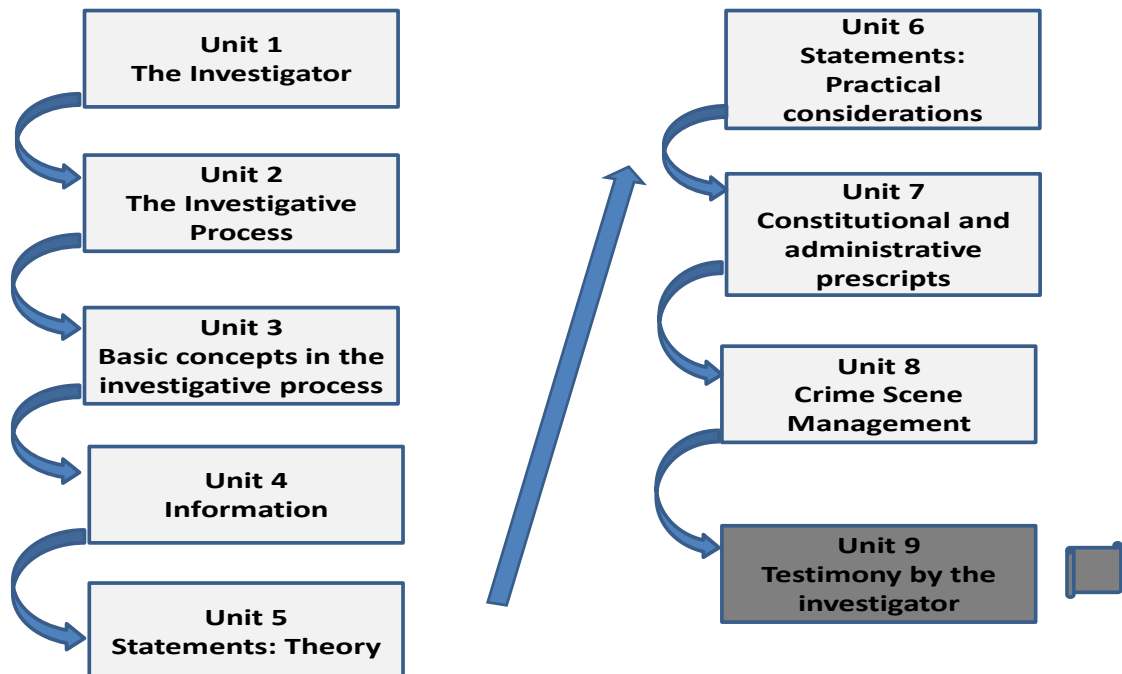 Unit 1
The Investigator
Unit 2
The Investigative
Process
Unit 3
Basic concepts in the
investigative process
Unit 4
Information
Unit 5
Statements: Theory
Unit 6
Statements:
Practical
considerations
Unit 7
Constitutional and
administrative
prescripts
Unit 8
Crime Scene
Management
Unit 9
Testimony by the
investigator